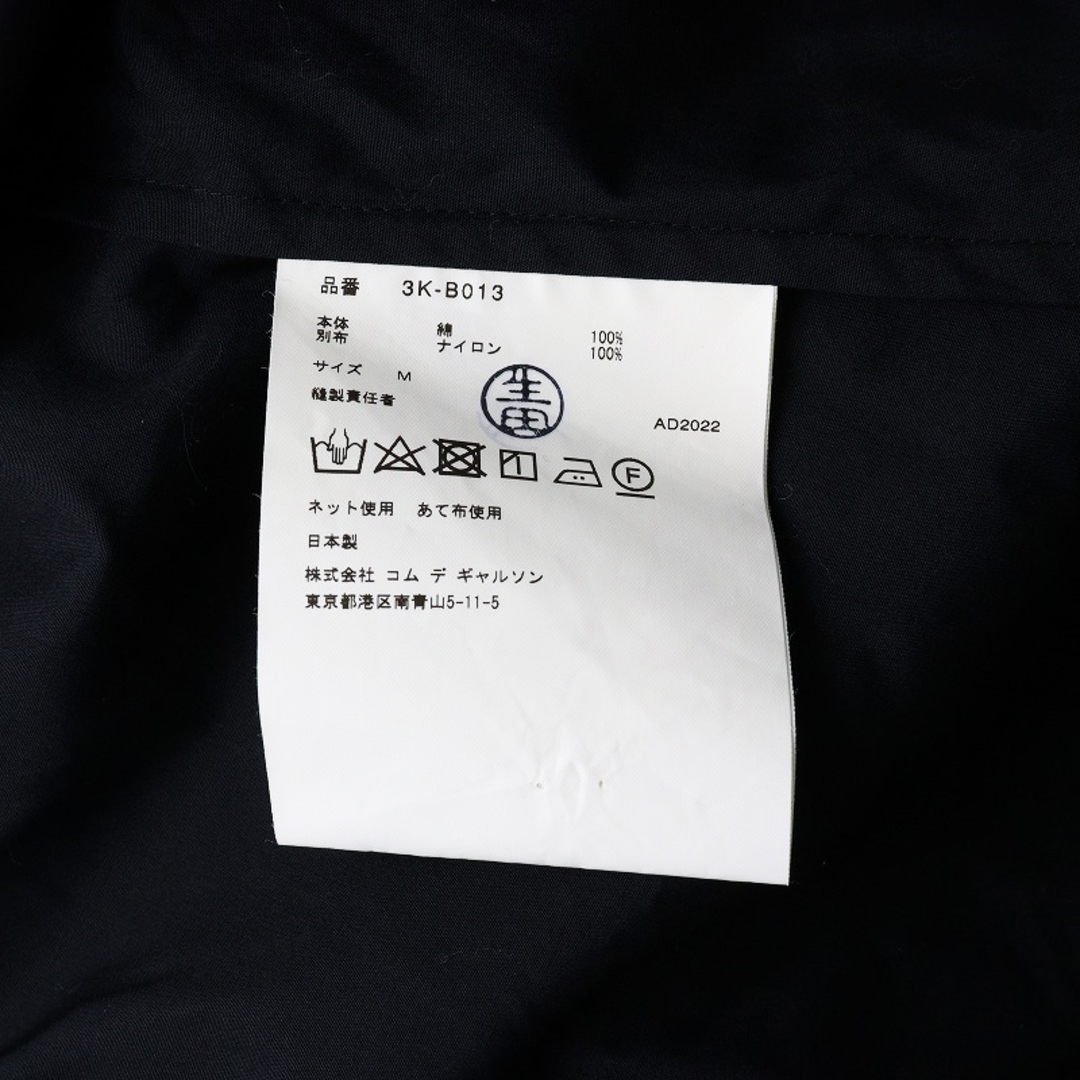 品番 3K-B013
本体 綿 100%
別布 ナイロン 100%
サイズ M
縫製責任者 生田
AD2022
F
ネット使用 あて布使用
日本製
株式会社 コム デ ギャルソン
東京都港区南青山5-11-5